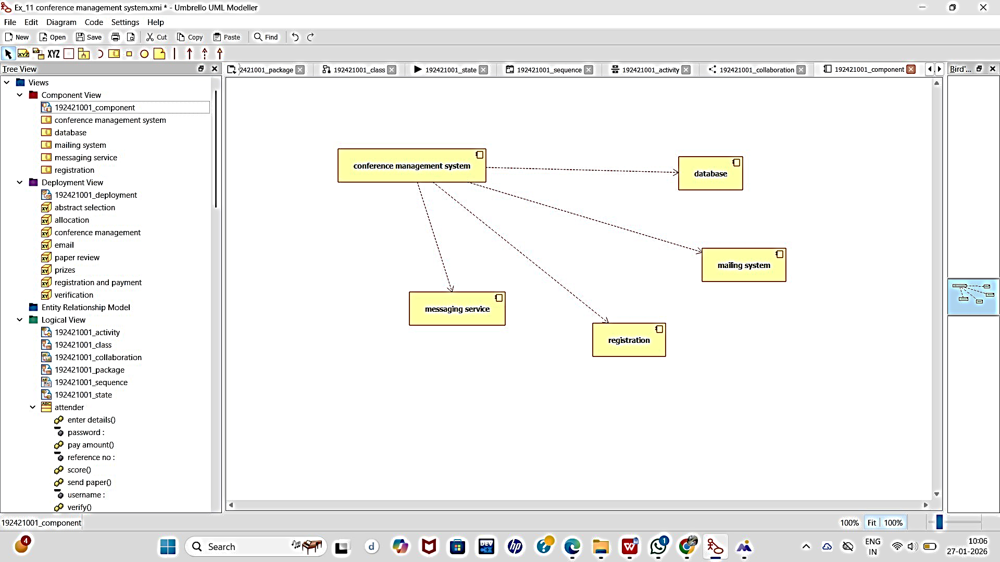 Ex_11 conference management system.xmi * - Umbrello UML Modeller
File Edit Diagram Code Settings Help
New Open Save Cut Copy Paste Find
XYZ XYZ
Tree View
2421001_package 192421001_class 192421001_state 192421001_sequence 192421001_activity 192421001_collaboration 192421001_component
Bird'...
Views
Component View
192421001_component
conference management system
database
mailing system
messaging service
registration
Deployment View
192421001_deployment
abstract selection
allocation
conference management
email
paper review
prizes
registration and payment
verification
Entity Relationship Model
Logical View
192421001_activity
192421001_class
192421001_collaboration
192421001_package
192421001_sequence
192421001_state
attender
enter details()
password :
pay amount()
reference no :
score()
send paper()
username :
verify()
conference management system
database
mailing system
messaging service
registration
192421001_component
100% Fit 100%
4
Search
d
DEV
hp
W
1
ENG
IN
10:06
27-01-2026